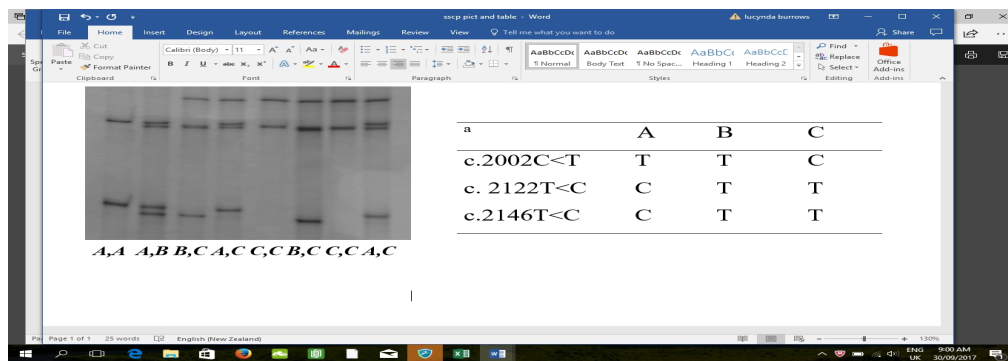 sscp pict and table - Word
lucynda burrows
File Home Insert Design Layout References Mailings Review View Tell me what you want to do
Share
Cut
Copy
Format Painter
Paste
Calibri (Body) 11
AaBbCcDc AaBbCcDc AaBbCcDc AaBbCc AaBbCcC
¶ Normal Body Text ¶ No Spac... Heading 1 Heading 2
Find
Replace
Select
Office
Add-ins
Clipboard Font Paragraph Styles Editing Add-ins
a A B C
c.2002C<T T T C
c. 2122T<C C T T
c.2146T<C C T T
A,A A,B B,C A,C C,C B,C C,C A,C
Page 1 of 1 25 words English (New Zealand)
130%
ENG 9:00 AM
UK 30/09/2017